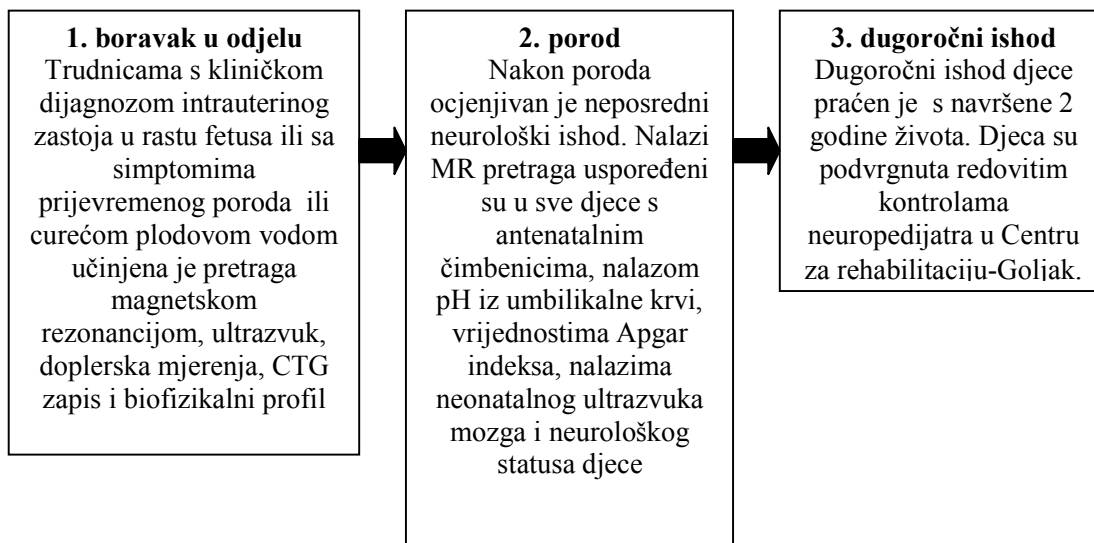 1. boravak u odjelu
Trudnicama s kliničkom
dijagnozom intrauterinog
zastoja u rastu fetusa ili sa
simptomima
prijevremenog poroda ili
curećom plodovom vodom
učinjena je pretraga
magnetskom
rezonancijom, ultrazvuk,
doplerska mjerenja, CTG
zapis i biofizikalni profil
2. porod
Nakon poroda
ocjenjivan je neposredni
neurološki ishod. Nalazi
MR pretraga uspoređeni
su u sve djece s
antenatalnim
čimbenicima, nalazom
pH iz umbilikalne krvi,
vrijednostima Apgar
indeksa, nalazima
neonatalnog ultrazvuka
mozga i neurološkog
statusa djece
3. dugoročni ishod
Dugoročni ishod djece
praćen je s navršene 2
godine života. Djeca su
podvrgnuta redovitim
kontrolama
neuropedijatra u Centru
za rehabilitaciju-Goljak.